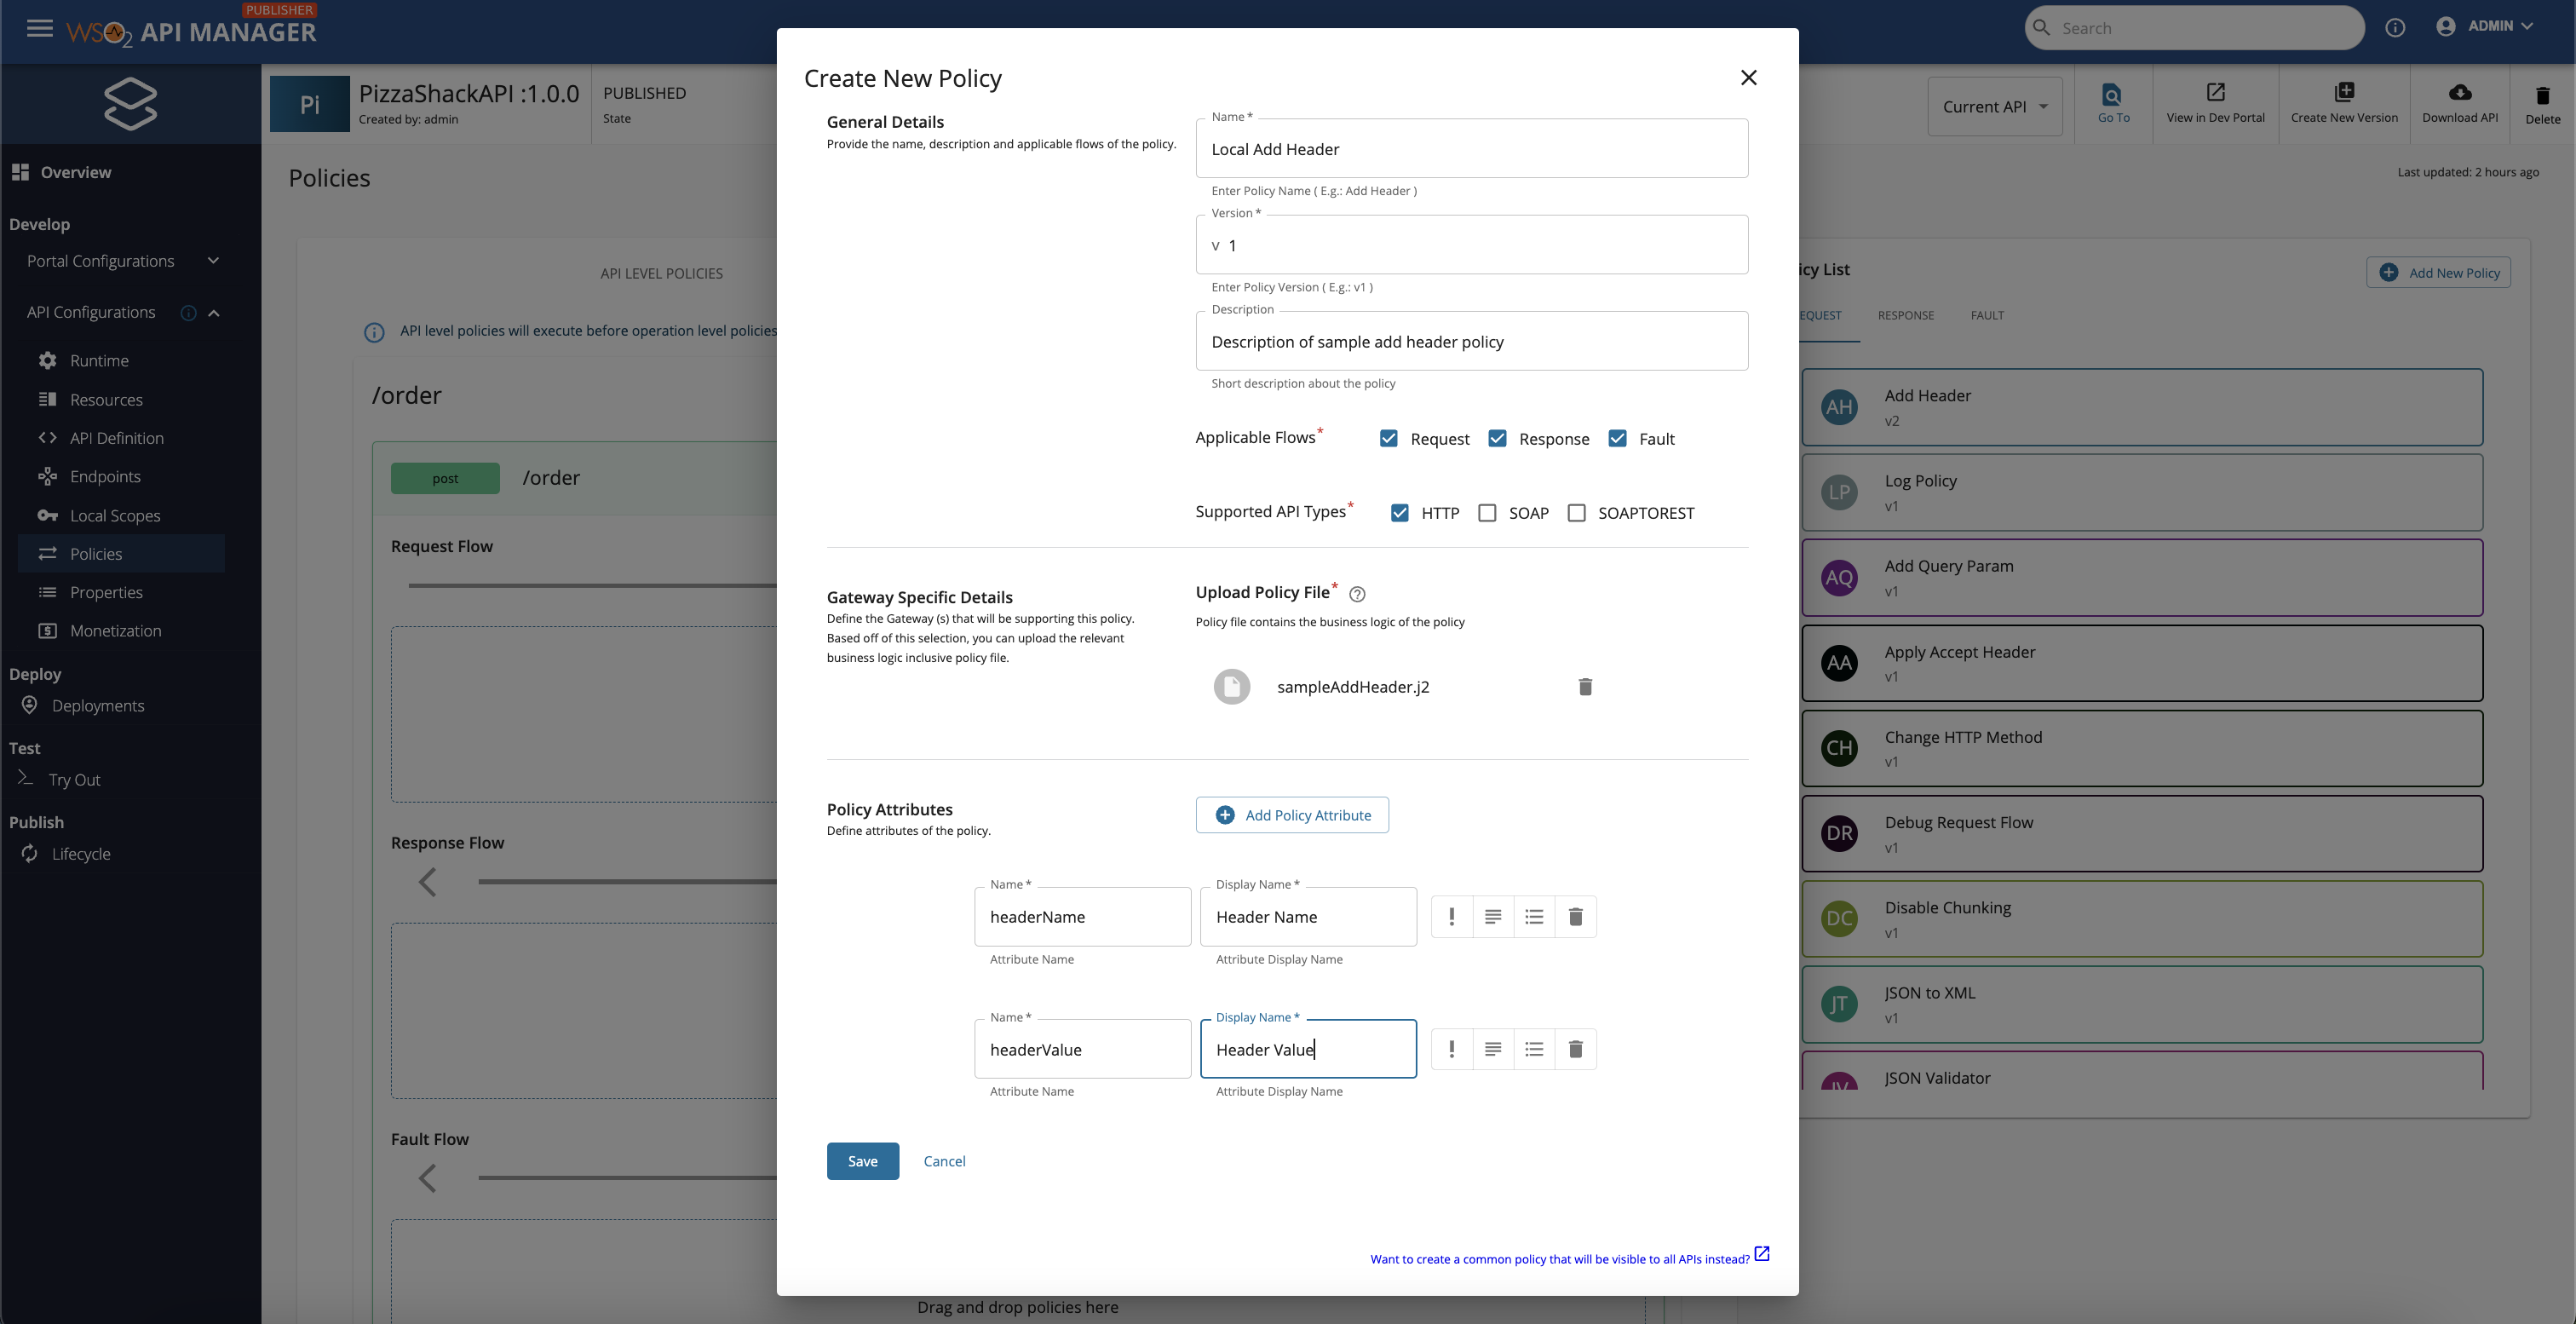 PUBLISHER
WSO2 API MANAGER
Search
ADMIN
Pi
PizzaShackAPI :1.0.0
Created by: admin
PUBLISHED
State
Current API
Go To
View in Dev Portal
Create New Version
Download API
Delete
Overview
Develop
Portal Configurations
API Configurations
Runtime
Resources
API Definition
Endpoints
Local Scopes
Policies
Properties
Monetization
Deploy
Deployments
Test
Try Out
Publish
Lifecycle
Policies
Last updated: 2 hours ago
API LEVEL POLICIES
API level policies will execute before operation level policies
/order
post
/order
Request Flow
Response Flow
Fault Flow
Drag and drop policies here
Create New Policy
General Details
Provide the name, description and applicable flows of the policy.
Name *
Local Add Header
Enter Policy Name ( E.g.: Add Header )
Version *
v 1
Enter Policy Version ( E.g.: v1 )
Description
Description of sample add header policy
Short description about the policy
Applicable Flows*
Request
Response
Fault
Supported API Types*
HTTP
SOAP
SOAPTOREST
Gateway Specific Details
Define the Gateway (s) that will be supporting this policy.
Based off of this selection, you can upload the relevant
business logic inclusive policy file.
Upload Policy File*
Policy file contains the business logic of the policy
sampleAddHeader.j2
Policy Attributes
Define attributes of the policy.
Add Policy Attribute
Name *
headerName
Attribute Name
Display Name *
Header Name
Attribute Display Name
Name *
headerValue
Attribute Name
Display Name *
Header Value
Attribute Display Name
Save
Cancel
Want to create a common policy that will be visible to all APIs instead?
icy List
Add New Policy
EQUEST
RESPONSE
FAULT
AH
Add Header
v2
LP
Log Policy
v1
AQ
Add Query Param
v1
AA
Apply Accept Header
v1
CH
Change HTTP Method
v1
DR
Debug Request Flow
v1
DC
Disable Chunking
v1
JT
JSON to XML
v1
JV
JSON Validator